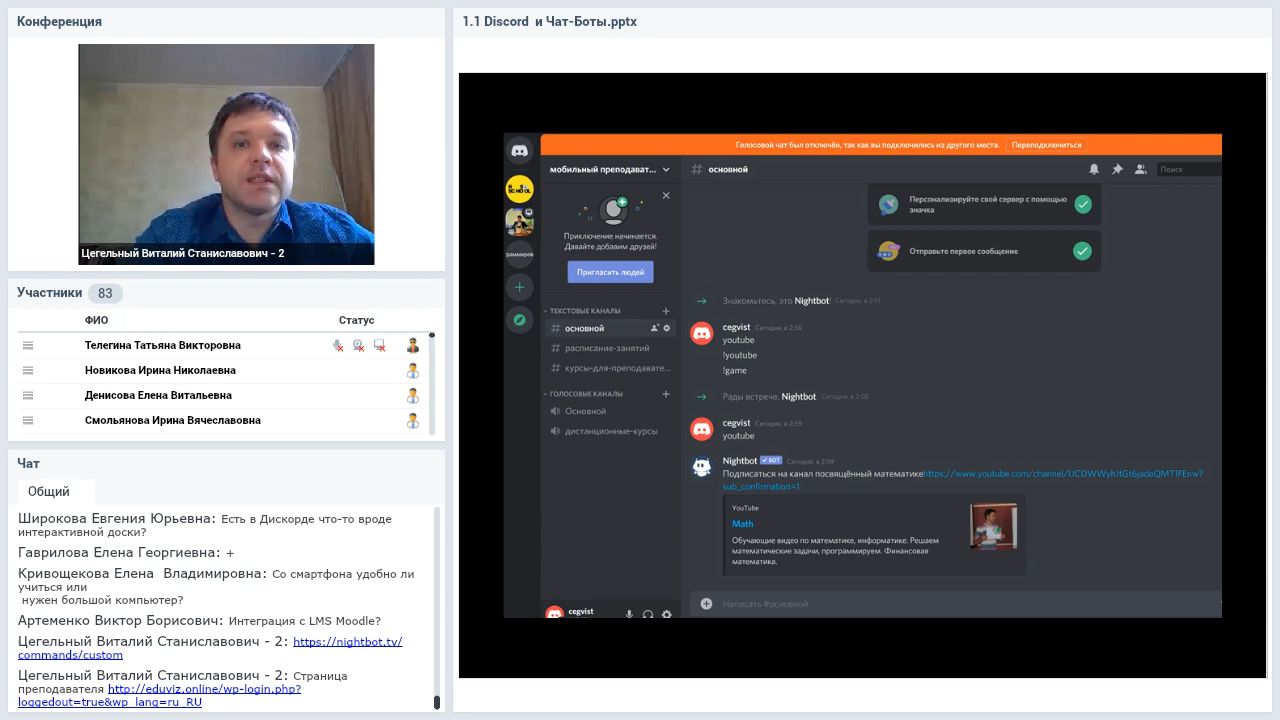 Конференция
Цегельный Виталий Станиславович - 2
Участники 83
ФИО Статус
Телегина Татьяна Викторовна
Новикова Ирина Николаевна
Денисова Елена Витальевна
Смольянова Ирина Вячеславовна
Чат
Общий
Широкова Евгения Юрьевна: Есть в Дискорде что-то вроде
интерактивной доски?
Гаврилова Елена Георгиевна: +
Кривощекова Елена Владимировна: Со смартфона удобно ли
учиться или
нужен большой компьютер?
Артеменко Виктор Борисович: Интеграция с LMS Moodle?
Цегельный Виталий Станиславович - 2: https://nightbot.tv/
commands/custom
Цегельный Виталий Станиславович - 2: Страница
преподавателя http://eduviz.online/wp-login.php?
loggedout=true&wp_lang=ru_RU
1.1 Discord и Чат-Боты.pptx
Голосовой чат был отключён, так как вы подключились из другого места. Переподключиться
мобильный преподават...
Приключение начинается.
Давайте добавим друзей!
Пригласить людей
ТЕКСТОВЫЕ КАНАЛЫ
# основной
# расписание-занятий
# курсы-для-преподавате...
ГОЛОСОВЫЕ КАНАЛЫ
Основной
дистанционные-курсы
cegvist
# основной
Поиск
Персонализируйте свой сервер с помощью
значка
Отправьте первое сообщение
Знакомьтесь, это Nightbot! Сегодня, в 2:51
cegvist Сегодня, в 2:56
youtube
!youtube
!game
Рады встрече, Nightbot Сегодня, в 2:58
cegvist Сегодня, в 2:59
youtube
Nightbot БОТ Сегодня, в 2:59
Подписаться на канал посвящённый математике
sub_confirmation=1
YouTube
Math
Обучающие видео по математике, информатике. Решаем
математические задачи, программируем. Финансовая
математика.
Написать #основной